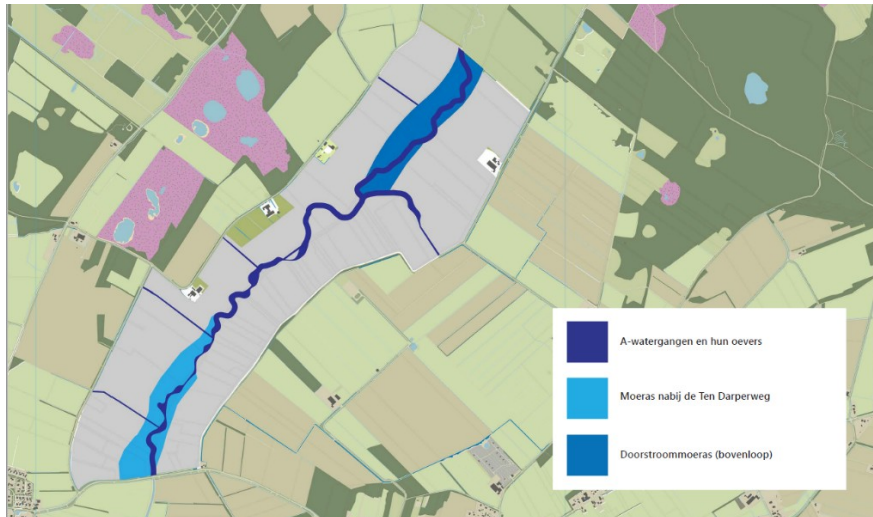 A-watergangen en hun oevers
Moeras nabij de Ten Darperweg
Doorstroommoeras (bovenloop)